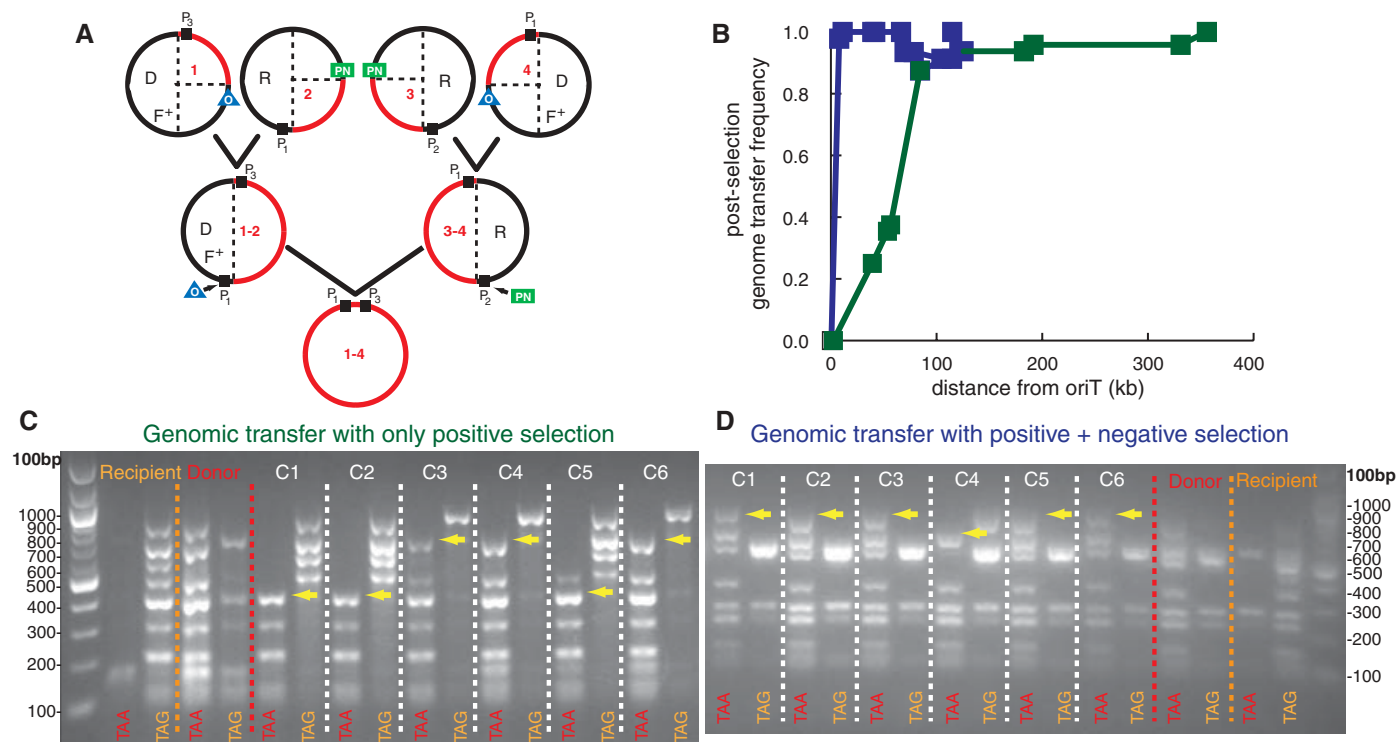 A
P3
1
D
F+
O
R
PN
2
P1
PN
3
R
P2
P1
4
D
F+
O
P3
D
1-2
F+
O
P1
P1
3-4
R
P2
PN
P1
P3
1-4
B
post-selection
genome transfer frequency
1.0
0.8
0.6
0.4
0.2
0.0
0
100
200
300
400
distance from oriT (kb)
C
Genomic transfer with only positive selection
100bp
Recipient Donor C1 C2 C3 C4 C5 C6
1000
900
800
700
600
500
400
300
200
100
TAA TAG TAA TAG TAA TAG TAA TAG TAA TAG TAA TAG TAA TAG TAA TAG
D
Genomic transfer with positive + negative selection
C1 C2 C3 C4 C5 C6 Donor Recipient
100bp
-1000
-900
-800
-700
-600
-500
-400
-300
-200
-100
TAA TAG TAA TAG TAA TAG TAA TAG TAA TAG TAA TAG TAA TAG TAA TAG